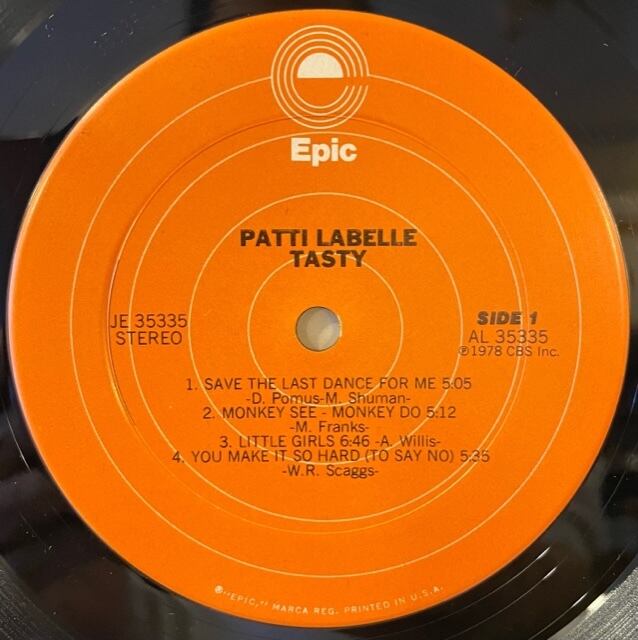 Epic
PATTI LABELLE
TASTY
JE 35335
STEREO
SIDE 1
AL 35335
℗1978 CBS Inc.
1. SAVE THE LAST DANCE FOR ME 5:05
-D. Pomus-M. Shuman-
2. MONKEY SEE - MONKEY DO 5:12
-M. Franks-
3. LITTLE GIRLS 6:46 -A. Willis-
4. YOU MAKE IT SO HARD (TO SAY NO) 5:35
-W.R. Scaggs-
®"EPIC," MARCA REG. PRINTED IN U.S.A.